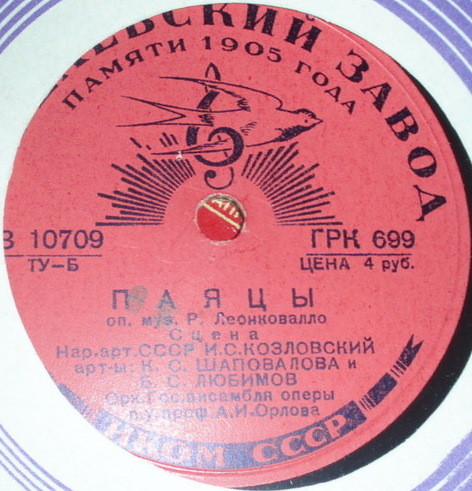 ЕВСКИЙ ЗАВОД
ПАМЯТИ 1905 ГОДА
В 10709
ГРК 699
ТУ-Б
ЦЕНА 4 руб.
ПАЯЦЫ
оп. муз. Р. Леонковалло
Сцена
Нар.арт.СССР И.С.КОЗЛОВСКИЙ
арт-ы: К. С. ШАПОВАЛОВА и
Б. С. ЛЮБИМОВ
Орк.Гос.ансамбля оперы
п.у.проф.А.И.Орлова
СССР